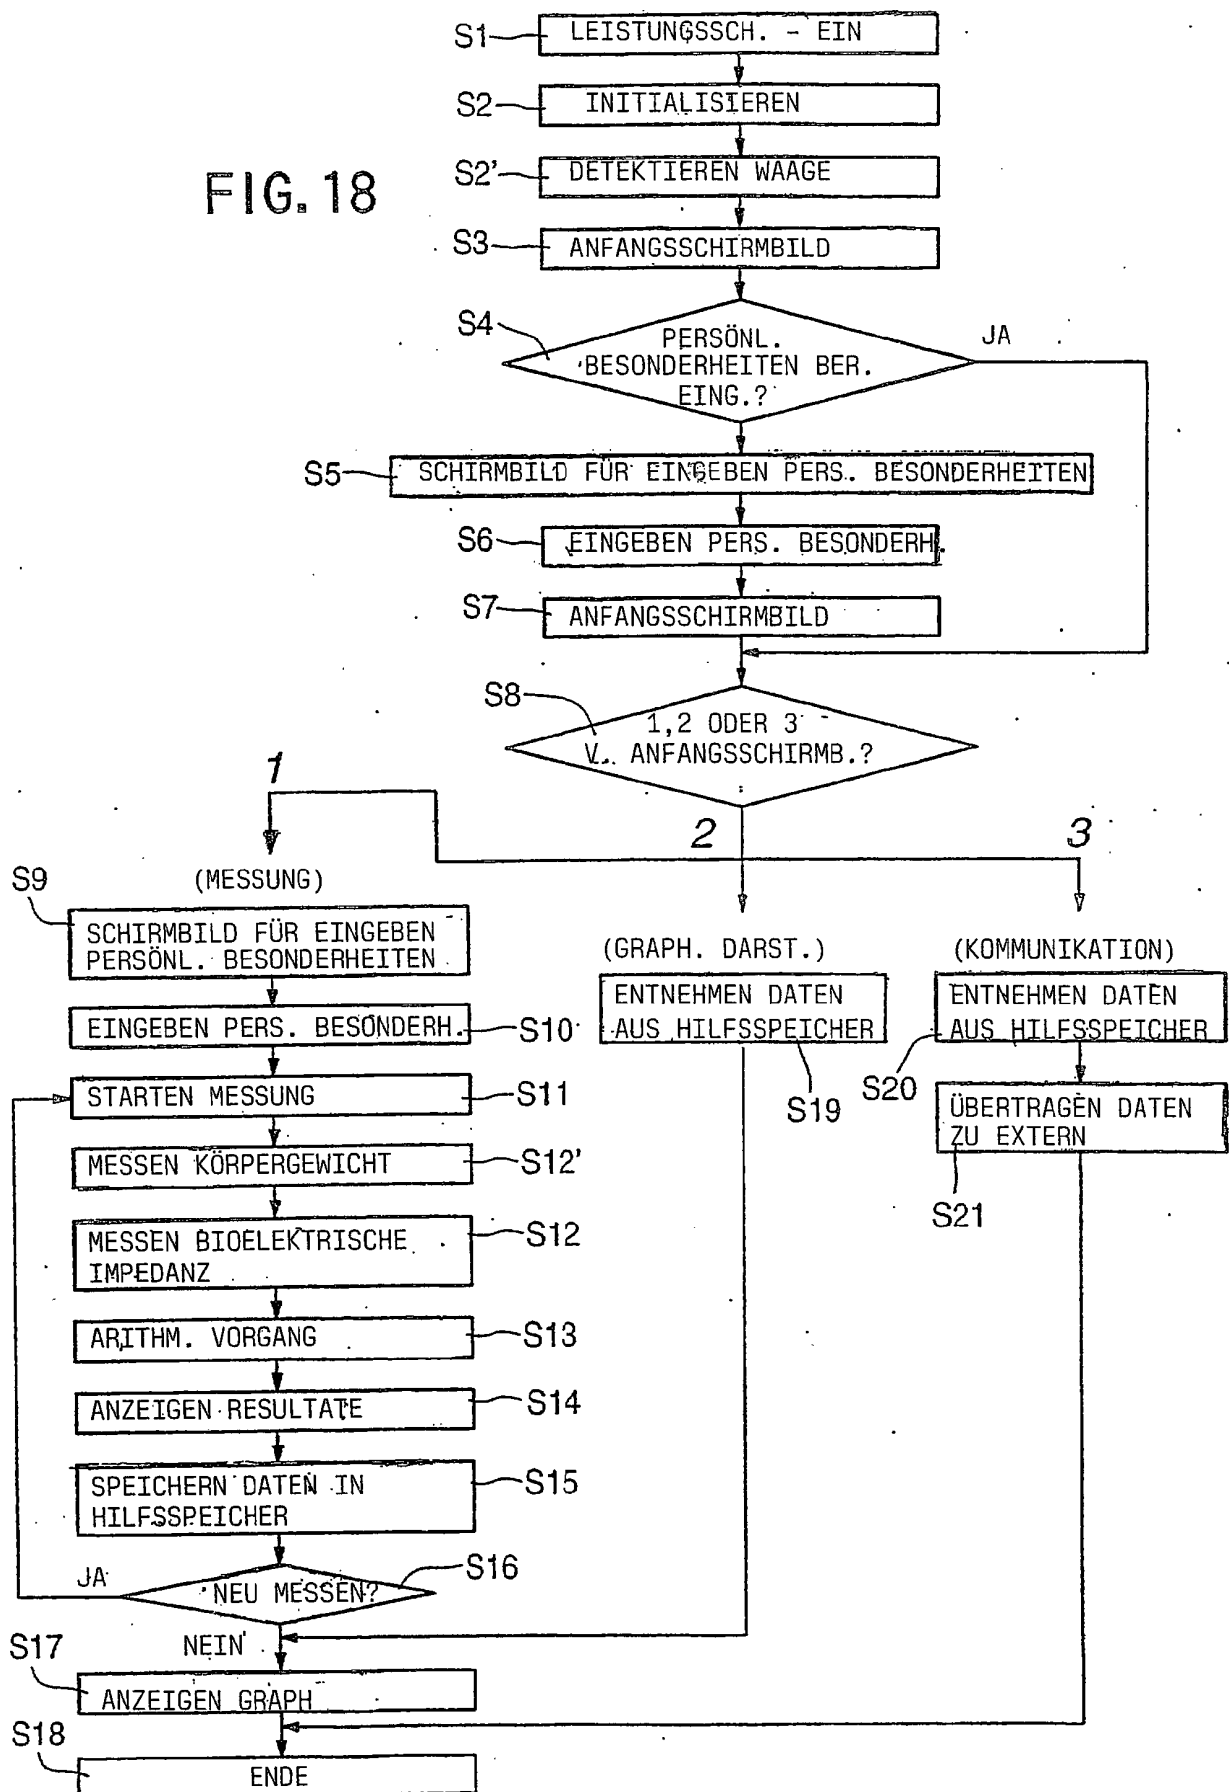 FIG. 18
S1
LEISTUNGSSCH. - EIN
S2
INITIALISIEREN
S2'
DETEKTIEREN WAAGE
S3
ANFANGSSCHIRMBILD
S4
PERSÖNL.
BESONDERHEITEN BER.
EING.?
JA
S5
SCHIRMBILD FÜR EINGEBEN PERS. BESONDERHEITEN
S6
EINGEBEN PERS. BESONDERH.
S7
ANFANGSSCHIRMBILD
S8
1,2 ODER 3
V. ANFANGSSCHIRMB.?
1
2
3
S9
(MESSUNG)
SCHIRMBILD FÜR EINGEBEN
PERSÖNL. BESONDERHEITEN
EINGEBEN PERS. BESONDERH.
S10
STARTEN MESSUNG
S11
MESSEN KÖRPERGEWICHT
S12'
MESSEN BIOELEKTRISCHE
IMPEDANZ
S12
ARITHM. VORGANG
S13
ANZEIGEN RESULTATE
S14
SPEICHERN DATEN IN
HILFSSPEICHER
S15
JA
NEU MESSEN?
S16
NEIN
S17
ANZEIGEN GRAPH
S18
ENDE
(GRAPH. DARST.)
ENTNEHMEN DATEN
AUS HILFSSPEICHER
S19
(KOMMUNIKATION)
ENTNEHMEN DATEN
AUS HILFSSPEICHER
S20
ÜBERTRAGEN DATEN
ZU EXTERN
S21